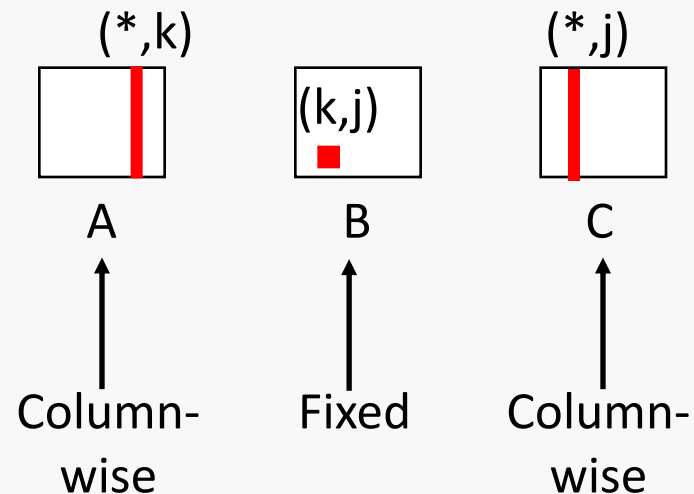 (*,k)
(*,j)
(k,j)
A
B
C
Column-
wise
Fixed
Column-
wise